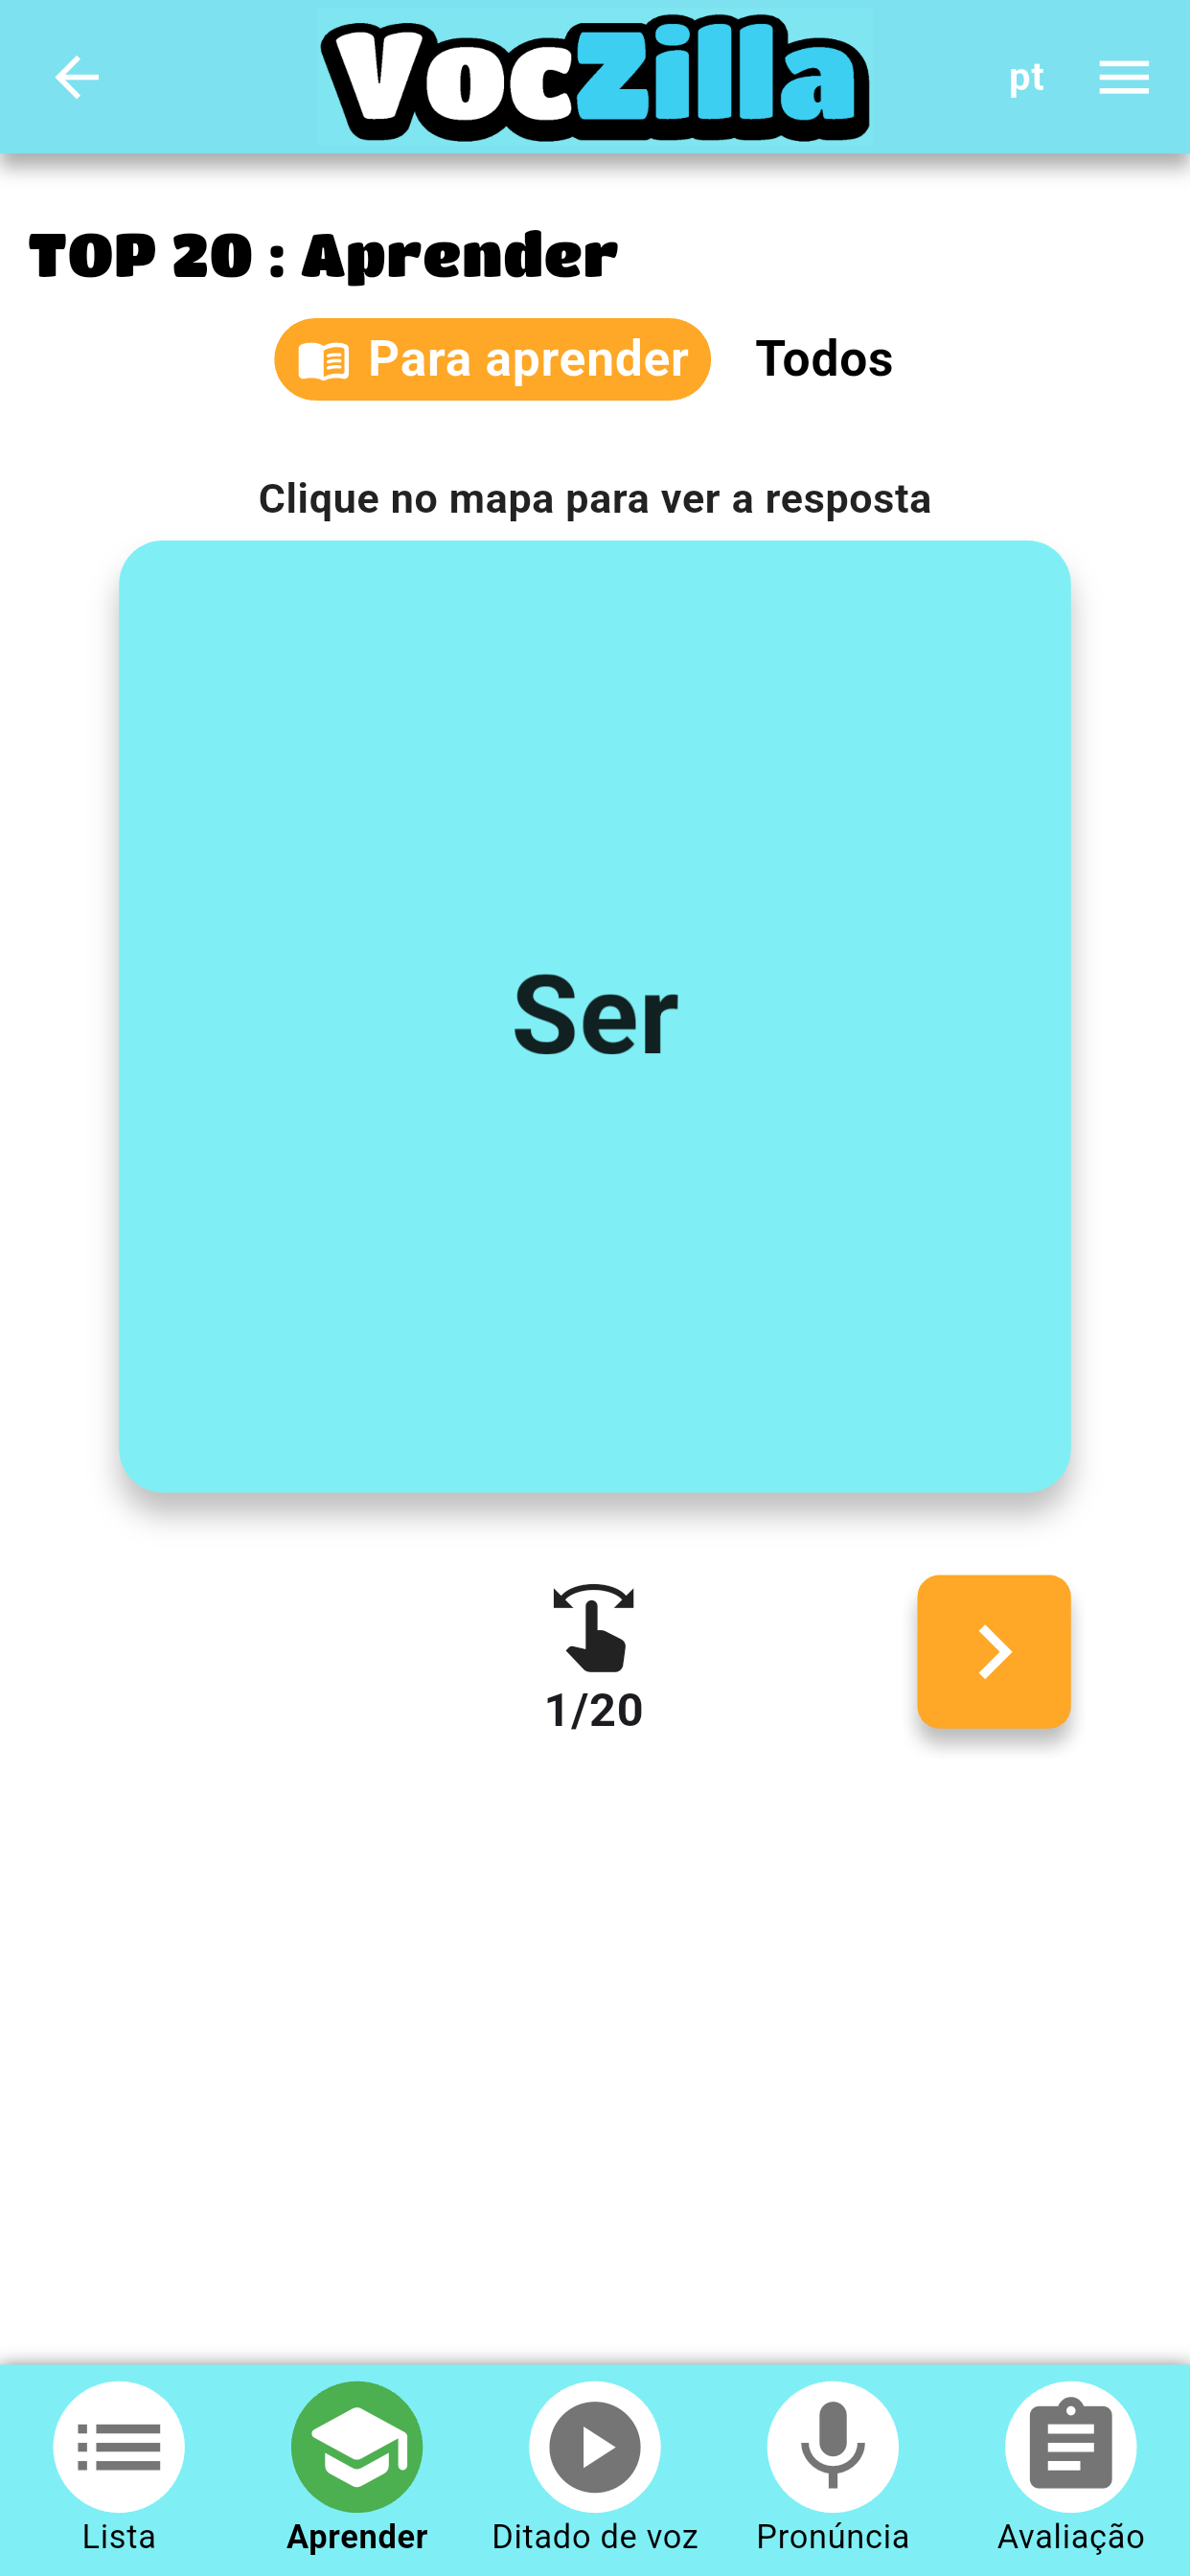 VocZilla
pt
TOP 20 : Aprender
Para aprender
Todos
Clique no mapa para ver a resposta
Ser
1/20
Lista
Aprender
Ditado de voz
Pronúncia
Avaliação